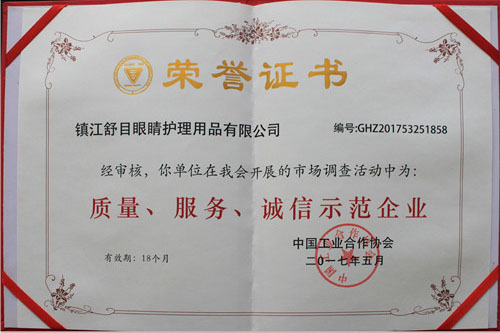 荣誉证书
镇江舒目眼睛护理用品有限公司 编号:GHZ201753251858
经审核，你单位在我会开展的市场调查活动中为:
质量、服务、诚信示范企业
中国工业合作协会
有效期: 18个月 二〇一七年五月